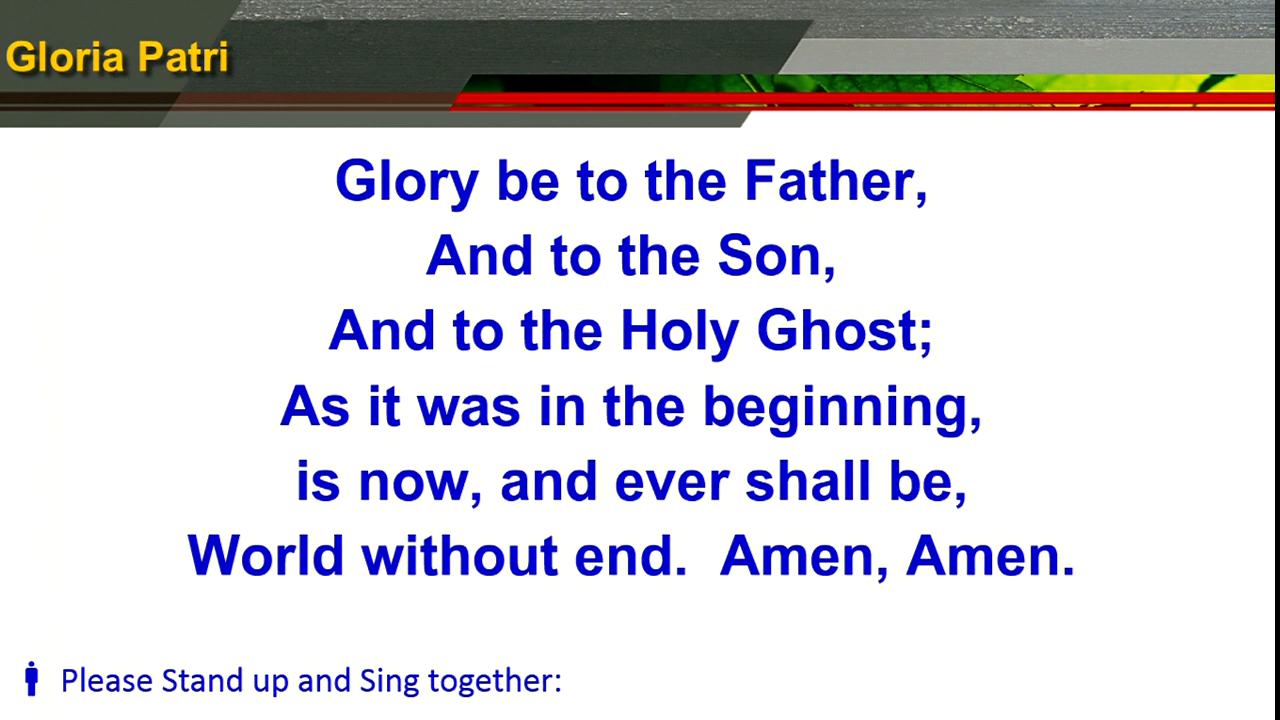 Gloria Patri
Glory be to the Father,
And to the Son,
And to the Holy Ghost;
As it was in the beginning,
is now, and ever shall be,
World without end.  Amen, Amen.
Please Stand up and Sing together: